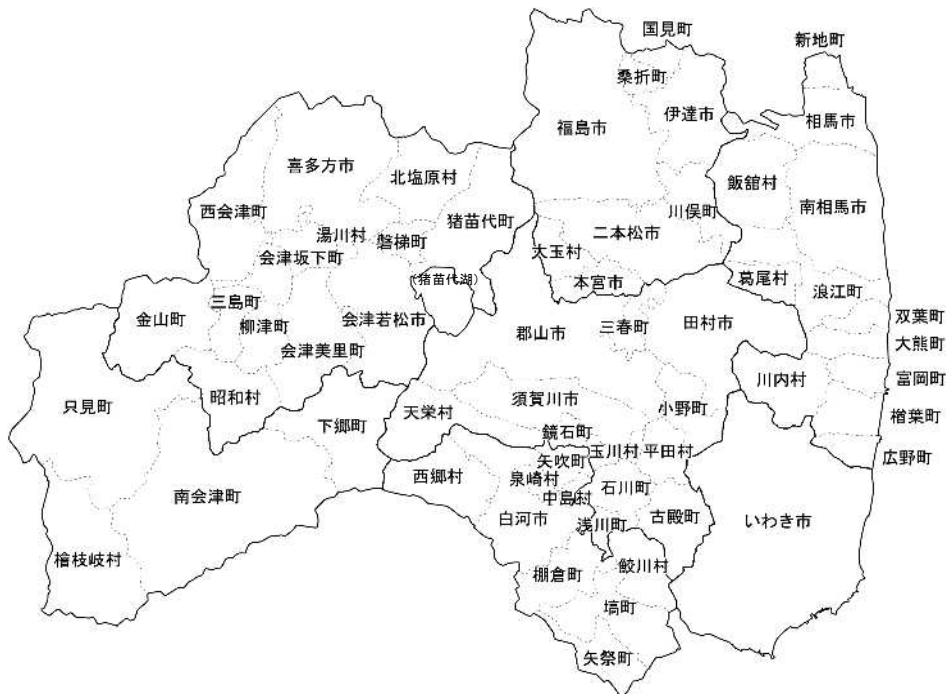 国見町
新地町
桑折町
福島市
伊達市
相馬市
喜多方市
北塩原村
飯舘村
西会津町
猪苗代町
川俣町
南相馬市
湯川村
磐梯町
二本松市
会津坂下町
大玉村
本宮市
(猪苗代湖)
葛尾村
浪江町
三島町
金山町
柳津町
会津若松市
郡山市
三春町
田村市
双葉町
大熊町
会津美里町
川内村
富岡町
昭和村
只見町
下郷町
天栄村
須賀川市
小野町
楢葉町
鏡石町
玉川村
平田村
広野町
矢吹町
西郷村
泉崎村
石川町
南会津町
中島村
白河市
浅川町
古殿町
いわき市
檜枝岐村
棚倉町
鮫川村
塙町
矢祭町